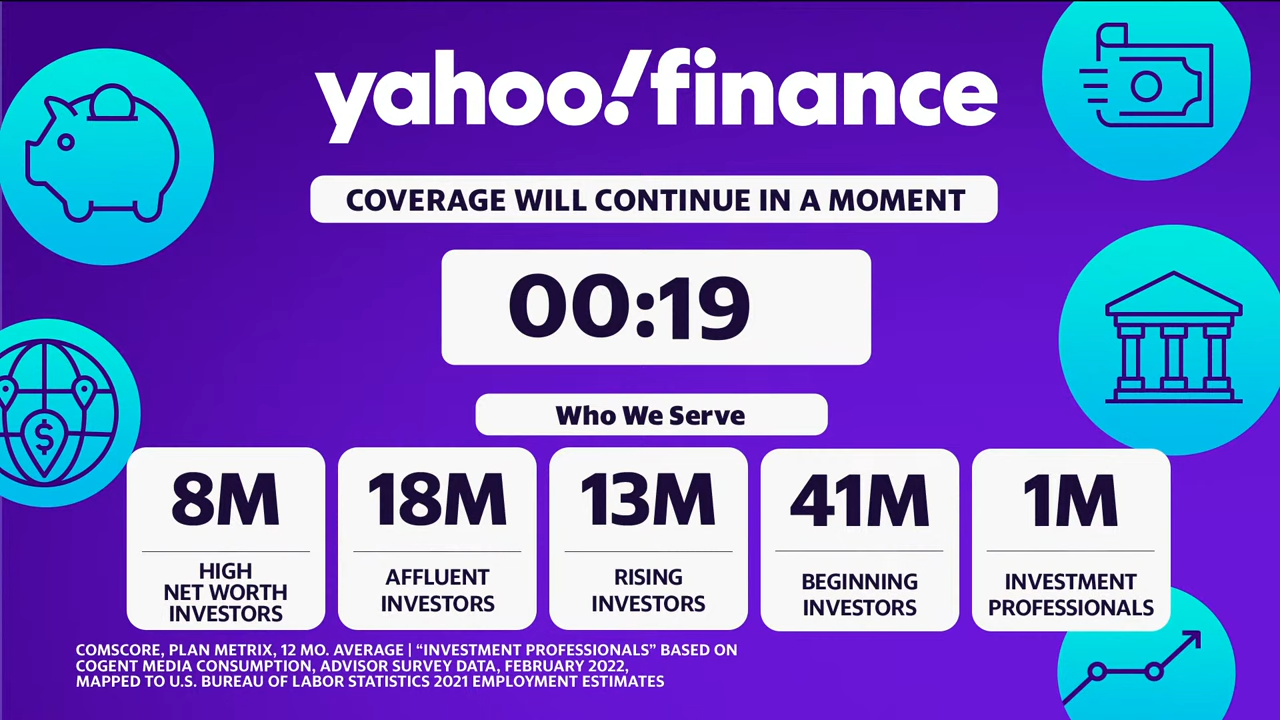 yahoo!finance
COVERAGE WILL CONTINUE IN A MOMENT
00:19
Who We Serve
8M
HIGH
NET WORTH
INVESTORS
18M
AFFLUENT
INVESTORS
13M
RISING
INVESTORS
41M
BEGINNING
INVESTORS
1M
INVESTMENT
PROFESSIONALS
$
COMSCORE, PLAN METRIX, 12 MO. AVERAGE | “INVESTMENT PROFESSIONALS” BASED ON
COGENT MEDIA CONSUMPTION, ADVISOR SURVEY DATA, FEBRUARY 2022,
MAPPED TO U.S. BUREAU OF LABOR STATISTICS 2021 EMPLOYMENT ESTIMATES